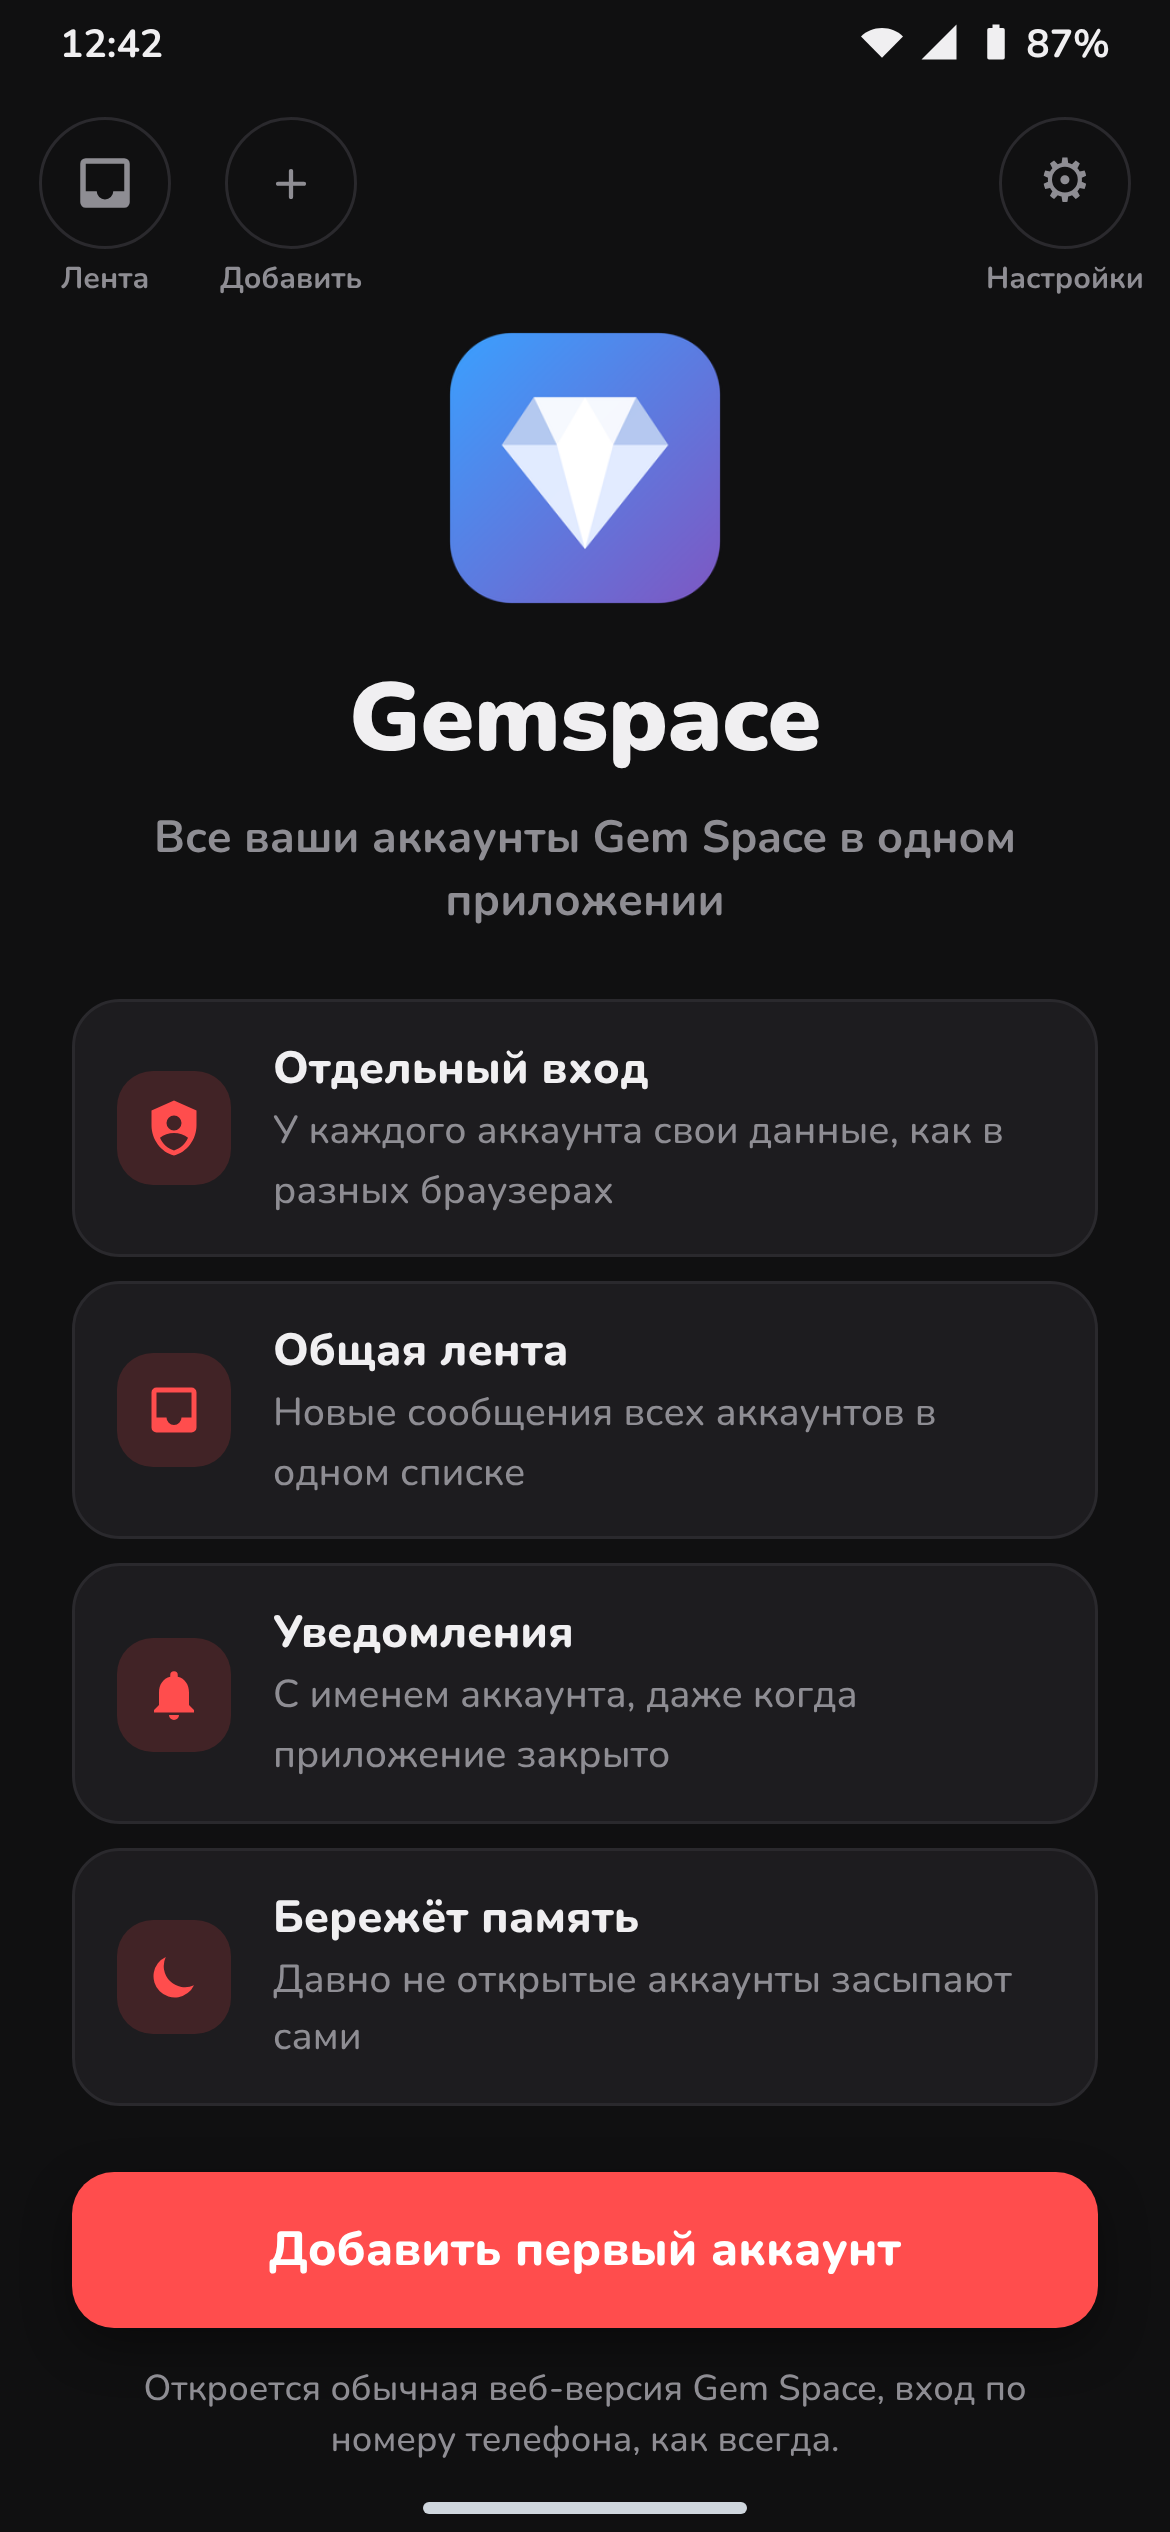 12:42
87%
Лента
Добавить
Настройки
Gemspace
Все ваши аккаунты Gem Space в одном
приложении
Отдельный вход
У каждого аккаунта свои данные, как в
разных браузерах
Общая лента
Новые сообщения всех аккаунтов в
одном списке
Уведомления
С именем аккаунта, даже когда
приложение закрыто
Бережёт память
Давно не открытые аккаунты засыпают
сами
Добавить первый аккаунт
Откроется обычная веб-версия Gem Space, вход по
номеру телефона, как всегда.